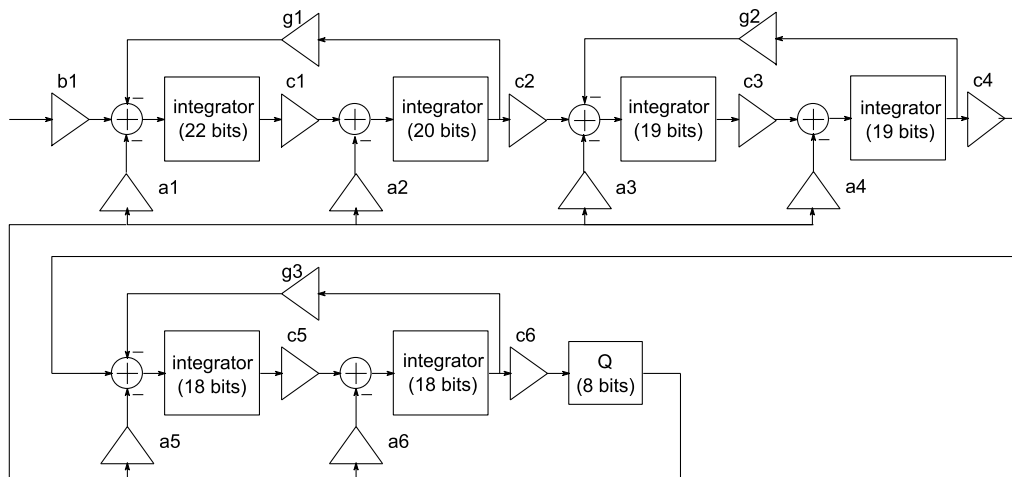 g1
g2
b1
c1
c2
c3
c4
integrator
(22 bits)
integrator
(20 bits)
integrator
(19 bits)
integrator
(19 bits)
a1
a2
a3
a4
g3
c5
c6
integrator
(18 bits)
integrator
(18 bits)
Q
(8 bits)
a5
a6